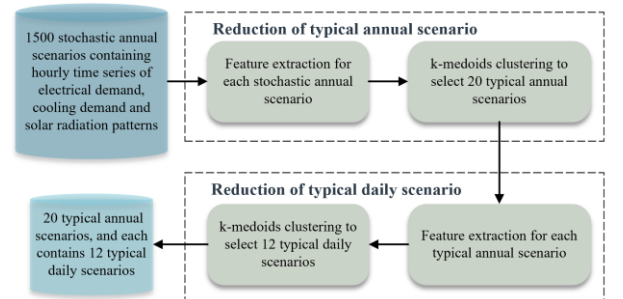 1500 stochastic annual
scenarios containing
hourly time series of
electrical demand,
cooling demand and
solar radiation patterns
Reduction of typical annual scenario
Feature extraction for
each stochastic annual
scenario
k-medoids clustering to
select 20 typical annual
scenarios
Reduction of typical daily scenario
Feature extraction for each
typical annual scenario
k-medoids clustering to
select 12 typical daily
scenarios
20 typical annual
scenarios, and each
contains 12 typical
daily scenarios